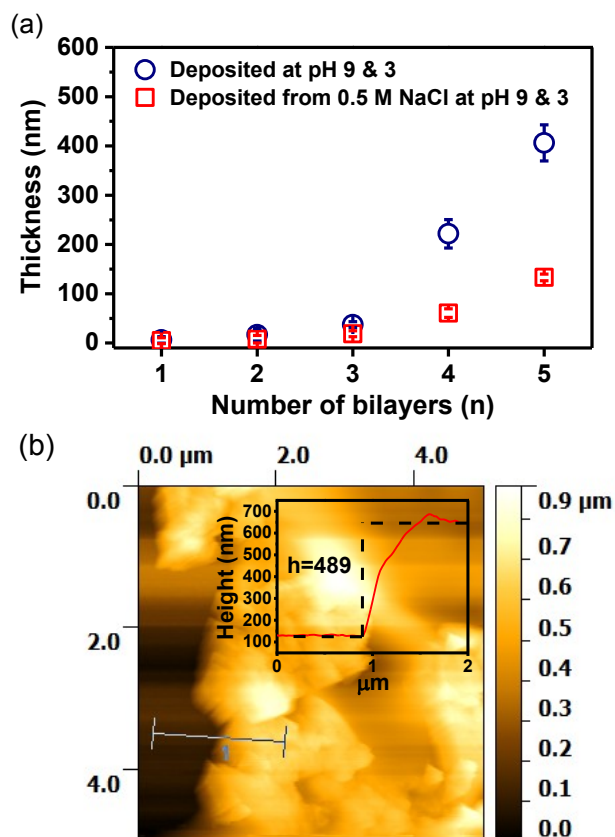 (a)
600
500
400
300
200
100
0
Thickness (nm)
Deposited at pH 9 & 3
Deposited from 0.5 M NaCl at pH 9 & 3
1 2 3 4 5
Number of bilayers (n)
(b)
0.0 µm 2.0 4.0
0.0
2.0
4.0
700
600
500
400
300
200
100
Height (nm)
h=489
0 1 2
µm
1
0.9 µm
0.8
0.7
0.6
0.5
0.4
0.3
0.2
0.1
0.0